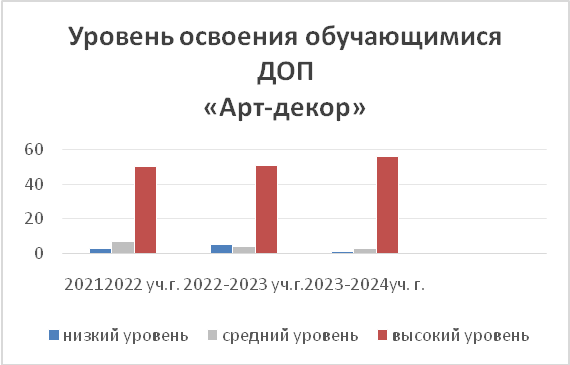 Уровень освоения обучающимися
ДОП
«Арт-декор»
60
40
20
0
20212022 уч.г. 2022-2023 уч.г. 2023-2024уч. г.
низкий уровень средний уровень высокий уровень